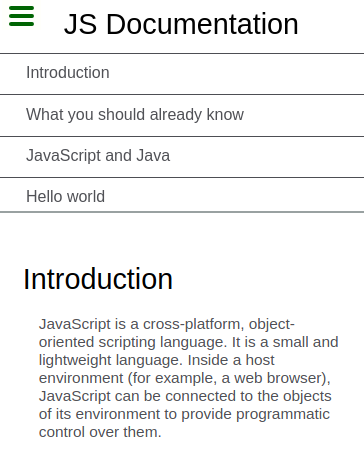 JS Documentation
Introduction
What you should already know
JavaScript and Java
Hello world
Introduction
JavaScript is a cross-platform, object-
oriented scripting language. It is a small and
lightweight language. Inside a host
environment (for example, a web browser),
JavaScript can be connected to the objects
of its environment to provide programmatic
control over them.